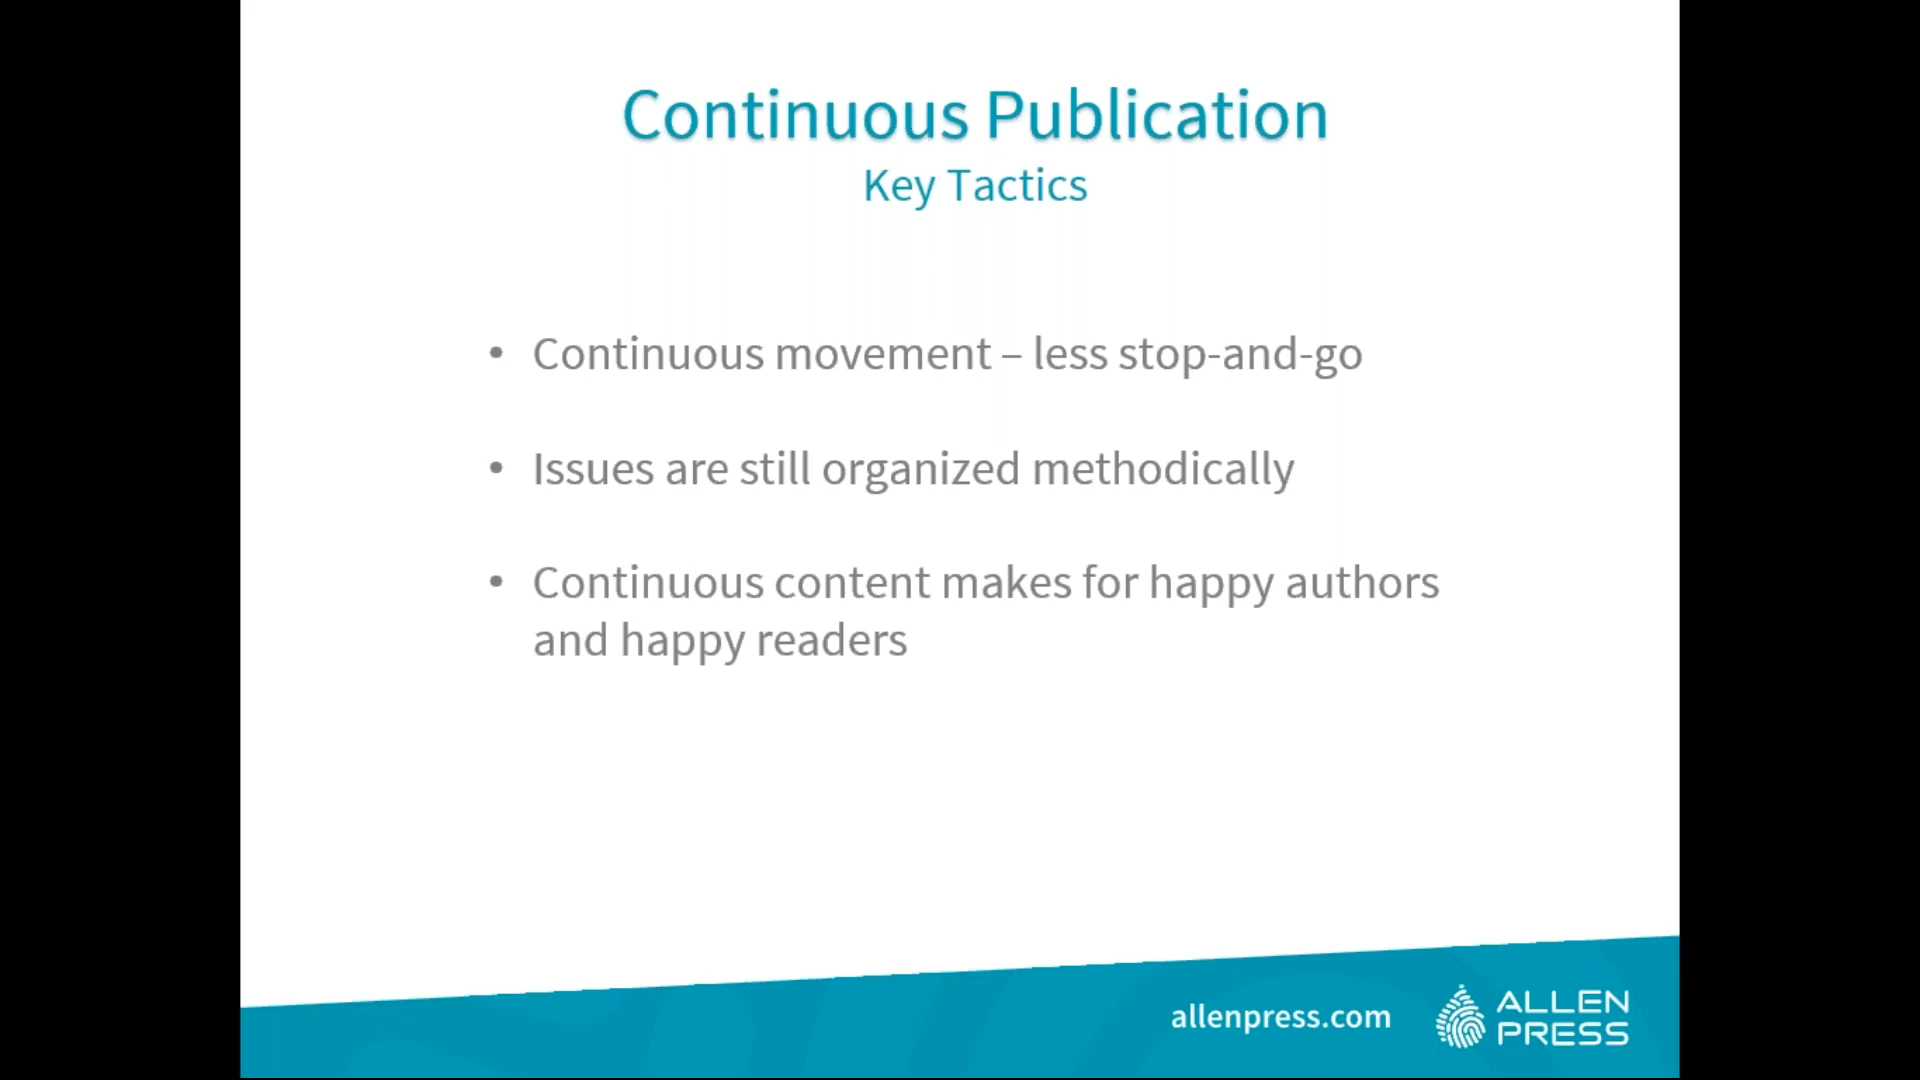 Continuous Publication
Key Tactics
• Continuous movement – less stop-and-go
• Issues are still organized methodically
• Continuous content makes for happy authors
and happy readers
allenpress.com
ALLEN
PRESS